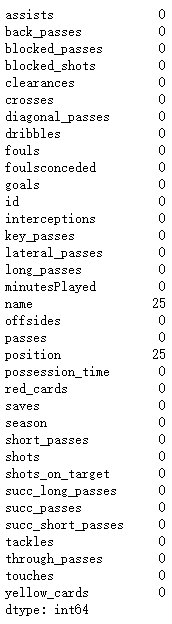 assists 0
back_passes 0
blocked_passes 0
blocked_shots 0
clearances 0
crosses 0
diagonal_passes 0
dribbles 0
fouls 0
foulsconceded 0
goals 0
id 0
interceptions 0
key_passes 0
lateral_passes 0
long_passes 0
minutesPlayed 0
name 25
offsides 0
passes 0
position 25
possession_time 0
red_cards 0
saves 0
season 0
short_passes 0
shots 0
shots_on_target 0
succ_long_passes 0
succ_passes 0
succ_short_passes 0
tackles 0
through_passes 0
touches 0
yellow_cards 0
dtype: int64